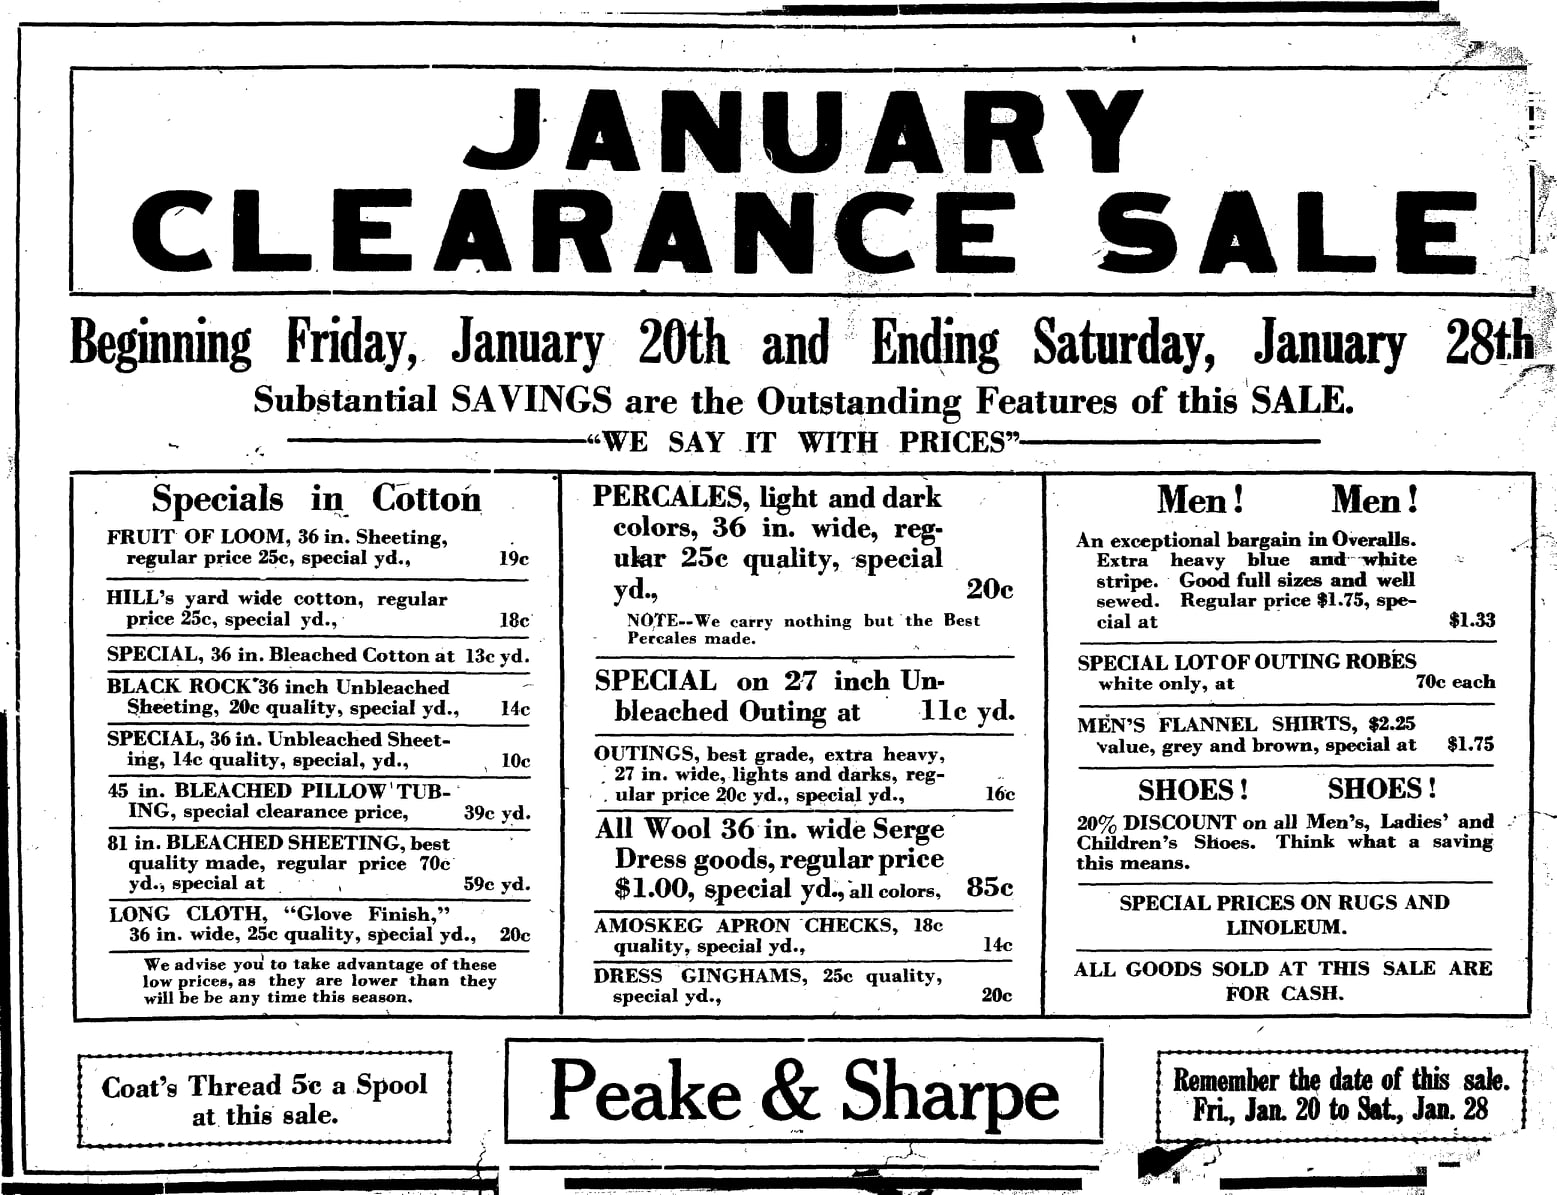 JANUARY
CLEARANCE SALE
Beginning Friday, January 20th and Ending Saturday, January 28th
Substantial SAVINGS are the Outstanding Features of this SALE.
"WE SAY IT WITH PRICES"
Specials in Cotton
FRUIT OF LOOM, 36 in. Sheeting,
regular price 25c, special yd., 19c
HILL's yard wide cotton, regular
price 25c, special yd., 18c
SPECIAL, 36 in. Bleached Cotton at 13c yd.
BLACK ROCK 36 inch Unbleached
Sheeting, 20c quality, special yd., 14c
SPECIAL, 36 in. Unbleached Sheet-
ing, 14c quality, special, yd., 10c
45 in. BLEACHED PILLOW TUB-
ING, special clearance price, 39c yd.
81 in. BLEACHED SHEETING, best
quality made, regular price 70c
yd., special at 59c yd.
LONG CLOTH, "Glove Finish,"
36 in. wide, 25c quality, special yd., 20c
We advise you to take advantage of these
low prices, as they are lower than they
will be be any time this season.
PERCALES, light and dark
colors, 36 in. wide, reg-
ular 25c quality, special
yd., 20c
NOTE--We carry nothing but the Best
Percales made.
SPECIAL on 27 inch Un-
bleached Outing at 11c yd.
OUTINGS, best grade, extra heavy,
27 in. wide, lights and darks, reg-
ular price 20c yd., special yd., 16c
All Wool 36 in. wide Serge
Dress goods, regular price
$1.00, special yd., all colors, 85c
AMOSKEG APRON CHECKS, 18c
quality, special yd., 14c
DRESS GINGHAMS, 25c quality,
special yd., 20c
Men! Men!
An exceptional bargain in Overalls.
Extra heavy blue and white
stripe. Good full sizes and well
sewed. Regular price $1.75, spe-
cial at $1.33
SPECIAL LOT OF OUTING ROBES
white only, at 70c each
MEN'S FLANNEL SHIRTS, $2.25
value, grey and brown, special at $1.75
SHOES! SHOES!
20% DISCOUNT on all Men's, Ladies' and
Children's Shoes. Think what a saving
this means.
SPECIAL PRICES ON RUGS AND
LINOLEUM.
ALL GOODS SOLD AT THIS SALE ARE
FOR CASH.
Coat's Thread 5c a Spool
at this sale.
Peake & Sharpe
Remember the date of this sale.
Fri., Jan. 20 to Sat., Jan. 28